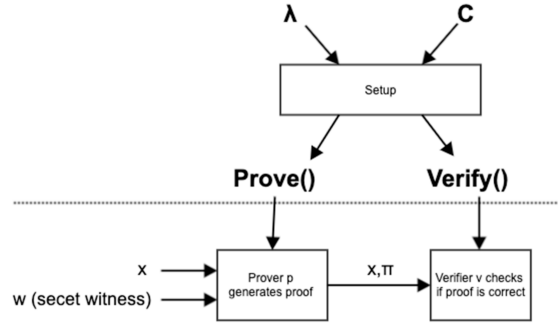 λ C
Setup
Prove() Verify()
x
w (secet witness)
Prover p
generates proof
x,π
Verifier v checks
if proof is correct